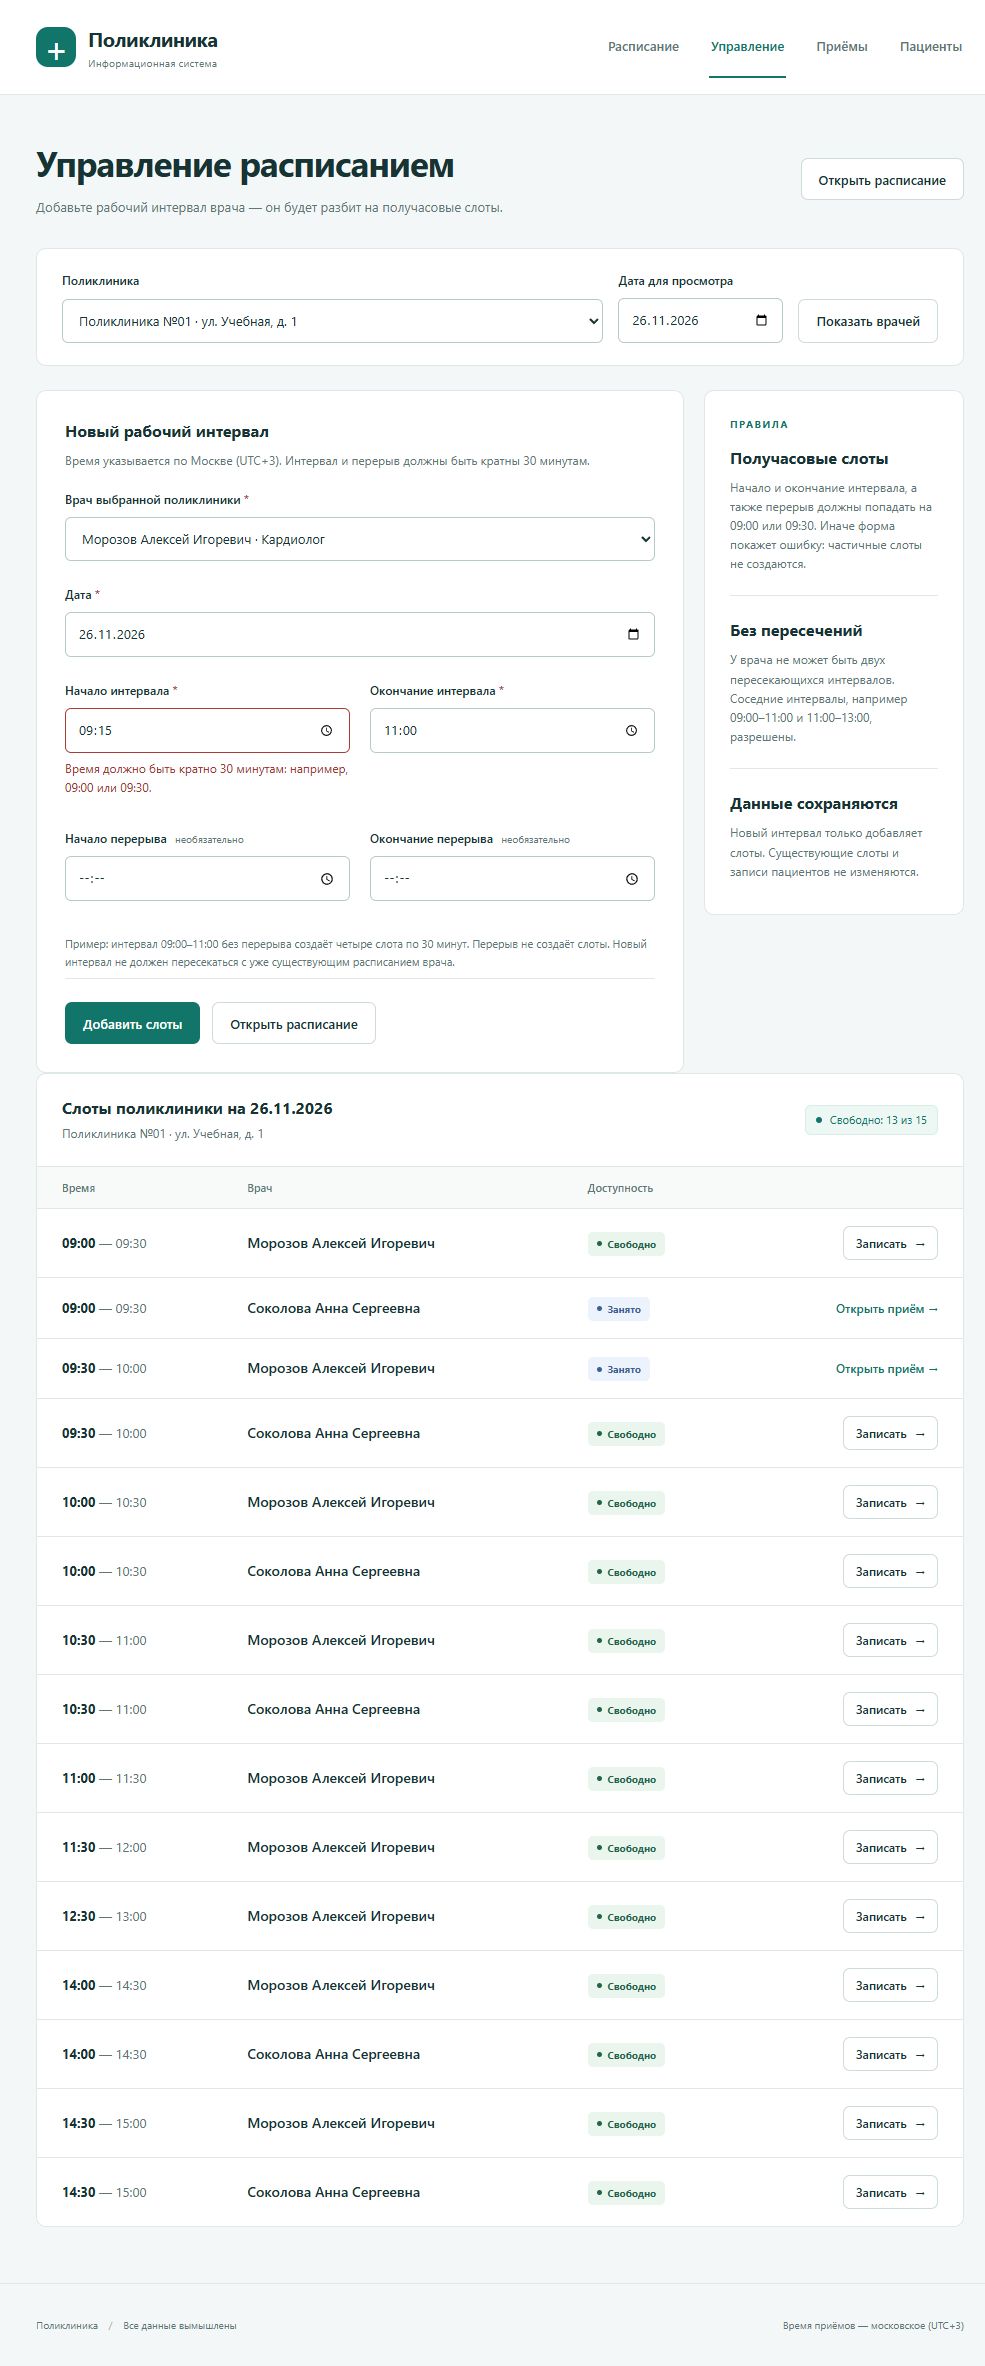 Поликлиника
Информационная система
Расписание Управление Приёмы Пациенты
Управление расписанием
Добавьте рабочий интервал врача — он будет разбит на получасовые слоты.
Открыть расписание
Поликлиника
Поликлиника №01 · ул. Учебная, д. 1
Дата для просмотра
26.11.2026
Показать врачей
Новый рабочий интервал
Время указывается по Москве (UTC+3). Интервал и перерыв должны быть кратны 30 минутам.
Врач выбранной поликлиники *
Морозов Алексей Игоревич · Кардиолог
Дата *
26.11.2026
Начало интервала *
09:15
Время должно быть кратно 30 минутам: например,
09:00 или 09:30.
Окончание интервала *
11:00
Начало перерыва необязательно
--:--
Окончание перерыва необязательно
--:--
Пример: интервал 09:00–11:00 без перерыва создаёт четыре слота по 30 минут. Перерыв не создаёт слоты. Новый
интервал не должен пересекаться с уже существующим расписанием врача.
Добавить слоты
Открыть расписание
ПРАВИЛА
Получасовые слоты
Начало и окончание интервала, а
также перерыв должны попадать на
09:00 или 09:30. Иначе форма
покажет ошибку: частичные слоты
не создаются.
Без пересечений
У врача не может быть двух
пересекающихся интервалов.
Соседние интервалы, например
09:00–11:00 и 11:00–13:00,
разрешены.
Данные сохраняются
Новый интервал только добавляет
слоты. Существующие слоты и
записи пациентов не изменяются.
Слоты поликлиники на 26.11.2026
Поликлиника №01 · ул. Учебная, д. 1
Свободно: 13 из 15
Время Врач Доступность
09:00 — 09:30 Морозов Алексей Игоревич Свободно Записать →
09:00 — 09:30 Соколова Анна Сергеевна Занято Открыть приём →
09:30 — 10:00 Морозов Алексей Игоревич Занято Открыть приём →
09:30 — 10:00 Соколова Анна Сергеевна Свободно Записать →
10:00 — 10:30 Морозов Алексей Игоревич Свободно Записать →
10:00 — 10:30 Соколова Анна Сергеевна Свободно Записать →
10:30 — 11:00 Морозов Алексей Игоревич Свободно Записать →
10:30 — 11:00 Соколова Анна Сергеевна Свободно Записать →
11:00 — 11:30 Морозов Алексей Игоревич Свободно Записать →
11:30 — 12:00 Морозов Алексей Игоревич Свободно Записать →
12:30 — 13:00 Морозов Алексей Игоревич Свободно Записать →
14:00 — 14:30 Морозов Алексей Игоревич Свободно Записать →
14:00 — 14:30 Соколова Анна Сергеевна Свободно Записать →
14:30 — 15:00 Морозов Алексей Игоревич Свободно Записать →
14:30 — 15:00 Соколова Анна Сергеевна Свободно Записать →
Поликлиника / Все данные вымышлены
Время приёмов — московское (UTC+3)